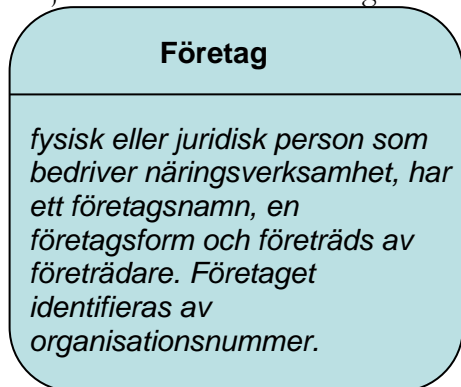 Företag
fysisk eller juridisk person som
bedriver näringsverksamhet, har
ett företagsnamn, en
företagsform och företräds av
företrädare. Företaget
identifieras av
organisationsnummer.